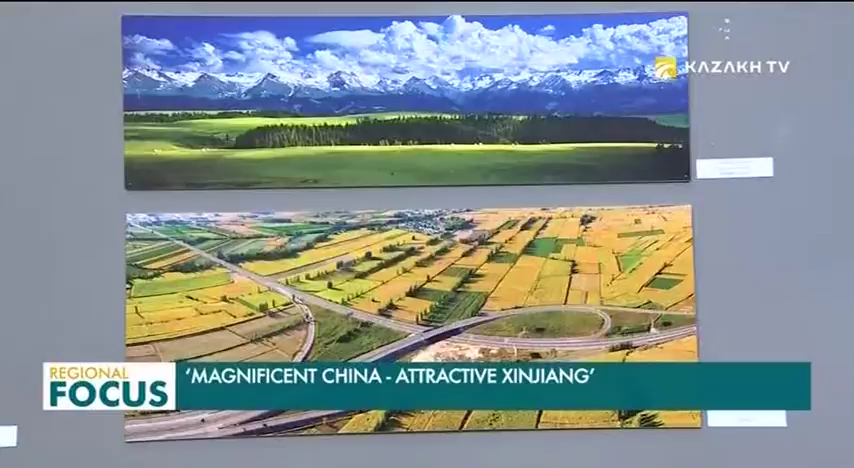 KAZAKH TV
REGIONAL
FOCUS
'MAGNIFICENT CHINA - ATTRACTIVE XINJIANG'